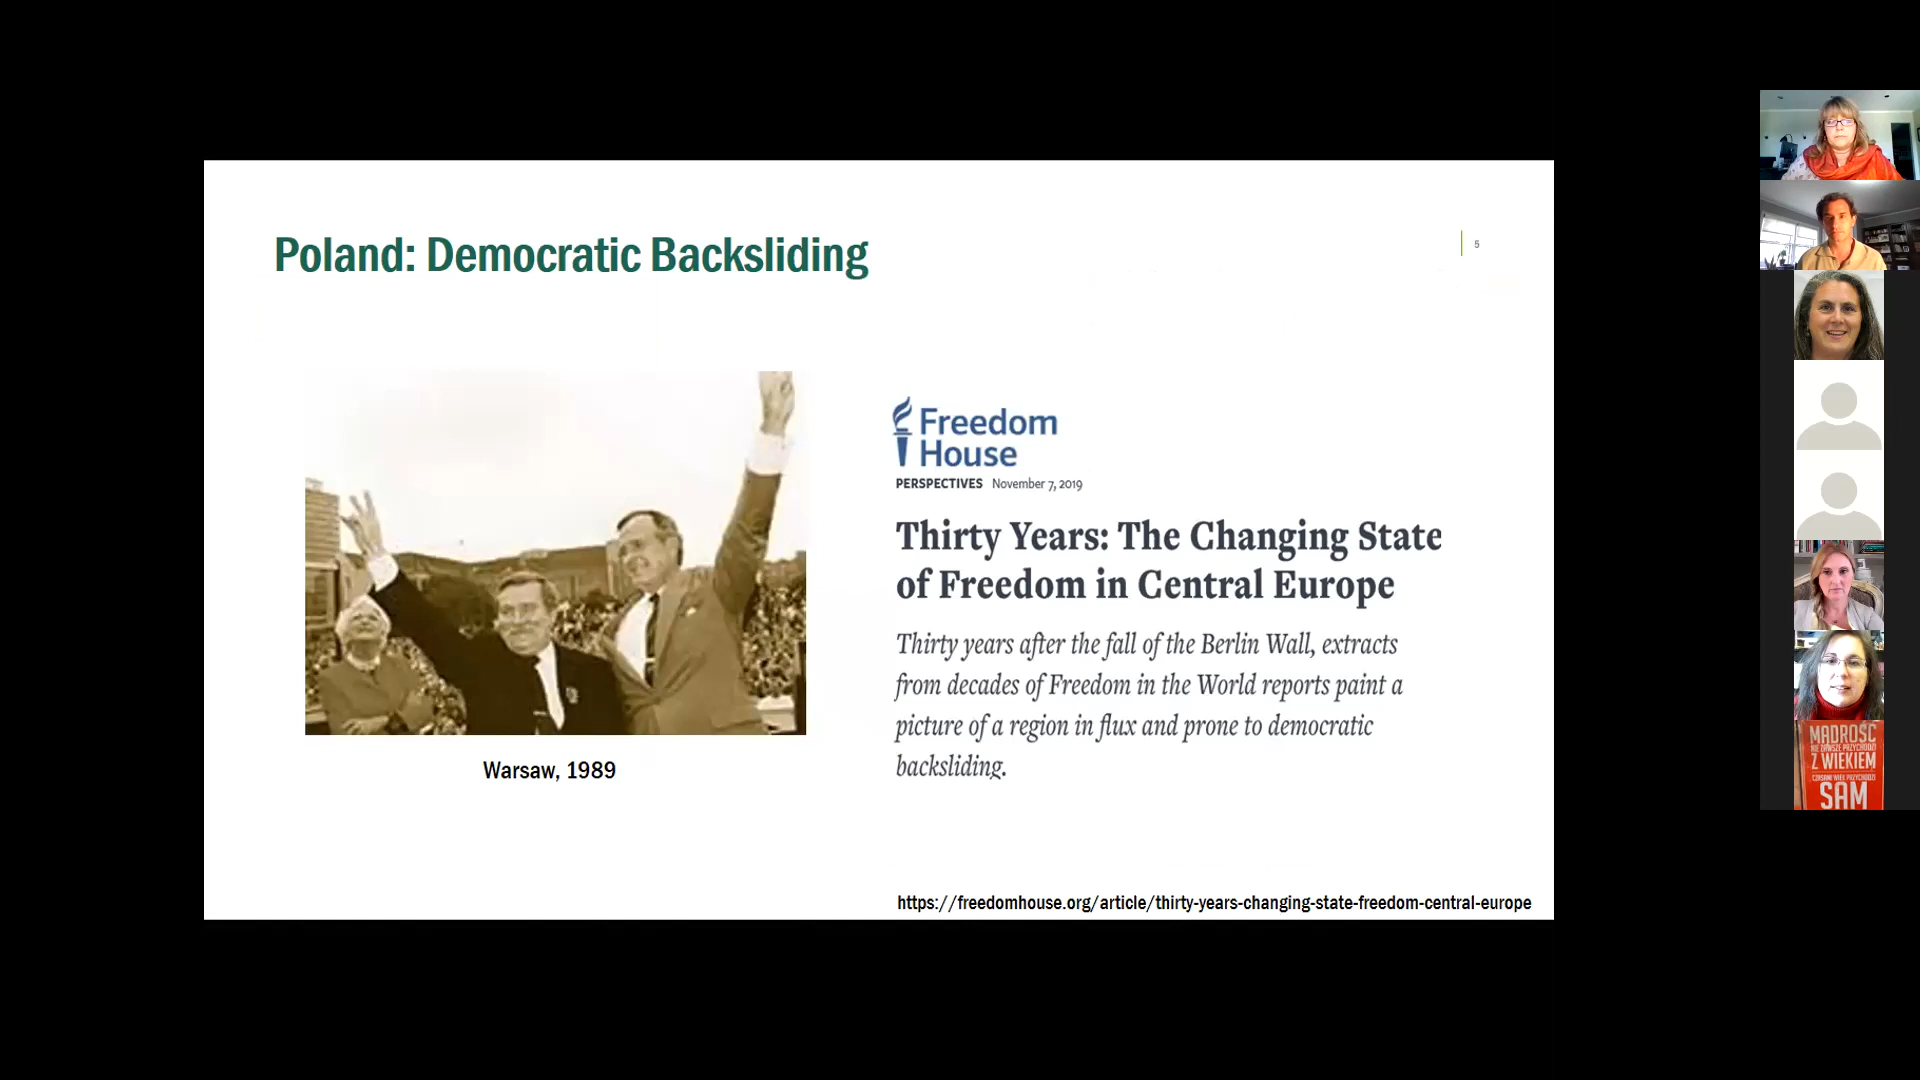 Poland: Democratic Backsliding
5
Freedom
House
PERSPECTIVES November 7, 2019
Thirty Years: The Changing State
of Freedom in Central Europe
Thirty years after the fall of the Berlin Wall, extracts
from decades of Freedom in the World reports paint a
picture of a region in flux and prone to democratic
backsliding.
Warsaw, 1989
https://freedomhouse.org/article/thirty-years-changing-state-freedom-central-europe
MĄDROŚĆ
NIE ZAWSZE PRZYCHODZI
Z WIEKIEM
CZASAMI WIEK PRZYCHODZI
SAM